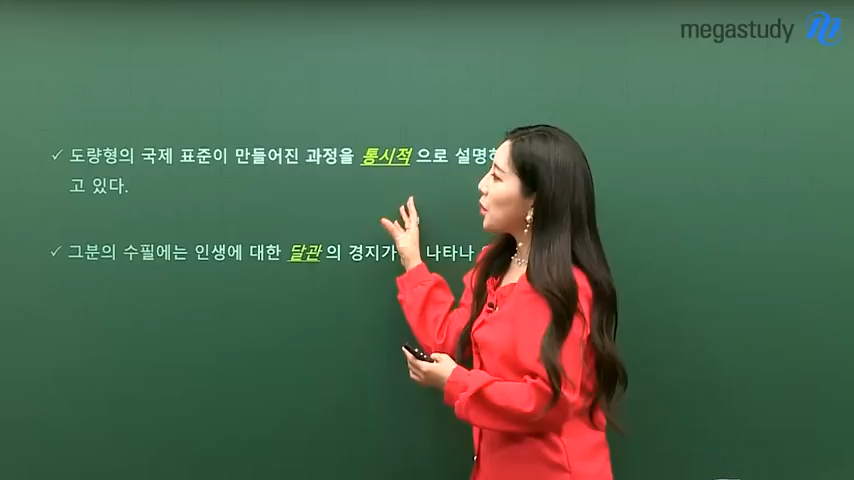 megastudy
✓ 도량형의 국제 표준이 만들어진 과정을 통시적으로 설명하
고 있다.
✓ 그분의 수필에는 인생에 대한 달관의 경지가 나타나